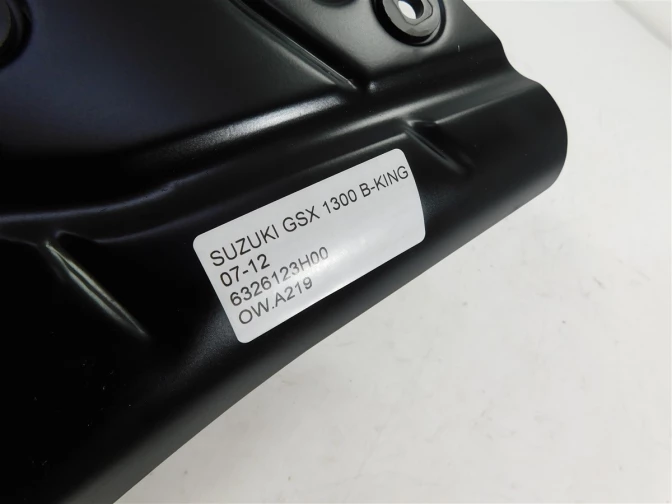 SUZUKI GSX 1300 B-KING
07-12
6326123H00
OW.A219